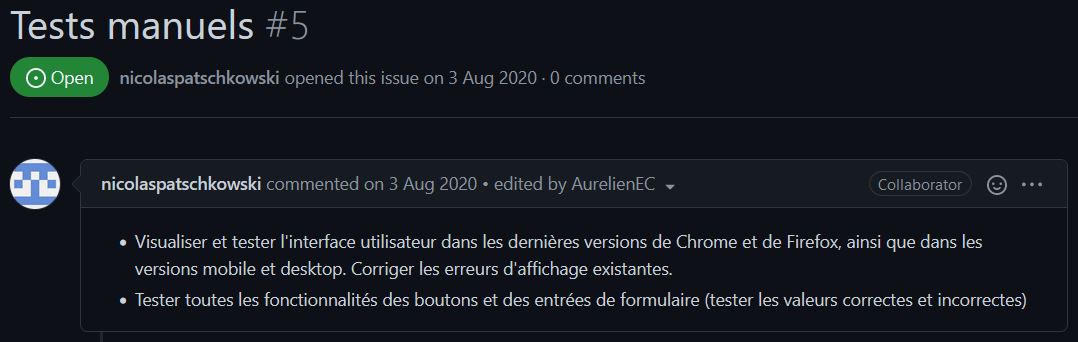 Tests manuels #5
Open nicolaspatschkowski opened this issue on 3 Aug 2020 · 0 comments
nicolaspatschkowski commented on 3 Aug 2020 • edited by AurelienEC Collaborator
• Visualiser et tester l'interface utilisateur dans les dernières versions de Chrome et de Firefox, ainsi que dans les
versions mobile et desktop. Corriger les erreurs d'affichage existantes.
• Tester toutes les fonctionnalités des boutons et des entrées de formulaire (tester les valeurs correctes et incorrectes)